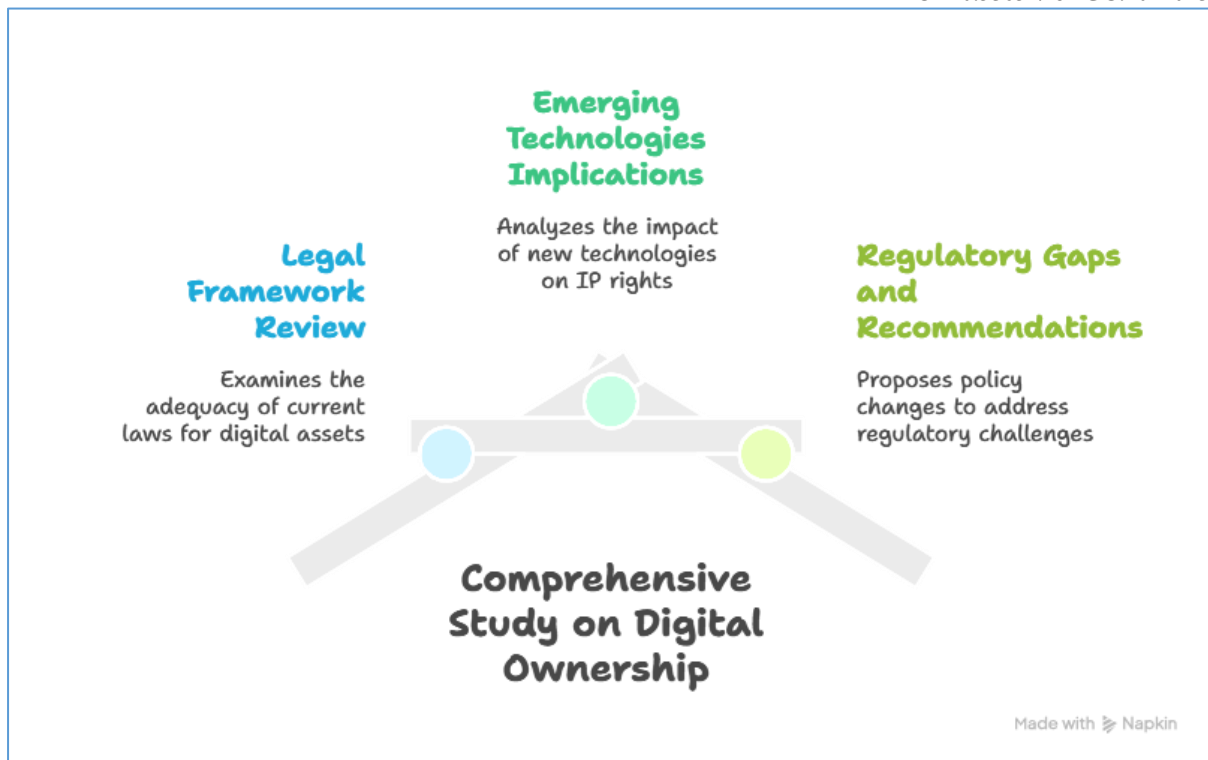 Emerging
Technologies
Implications
Analyzes the impact
of new technologies
on IP rights
Legal
Framework
Review
Examines the
adequacy of current
laws for digital assets
Regulatory Gaps
and
Recommendations
Proposes policy
changes to address
regulatory challenges
Comprehensive
Study on Digital
Ownership
Made with Napkin